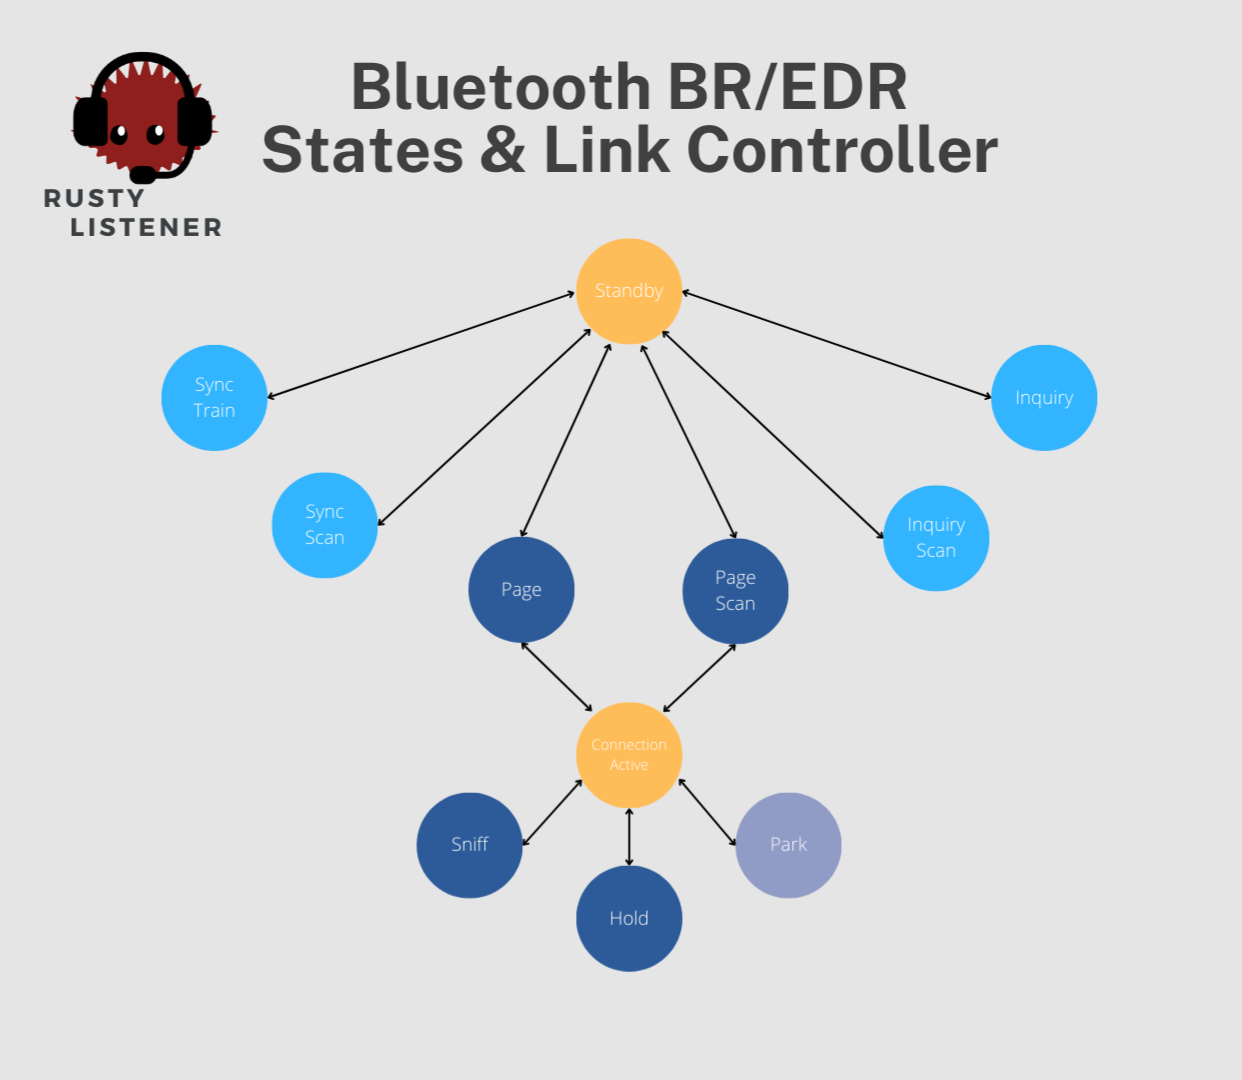 Bluetooth BR/EDR
States & Link Controller
RUSTY
LISTENER
Standby
Sync
Train
Inquiry
Sync
Scan
Inquiry
Scan
Page
Page
Scan
Connection
Active
Sniff
Park
Hold